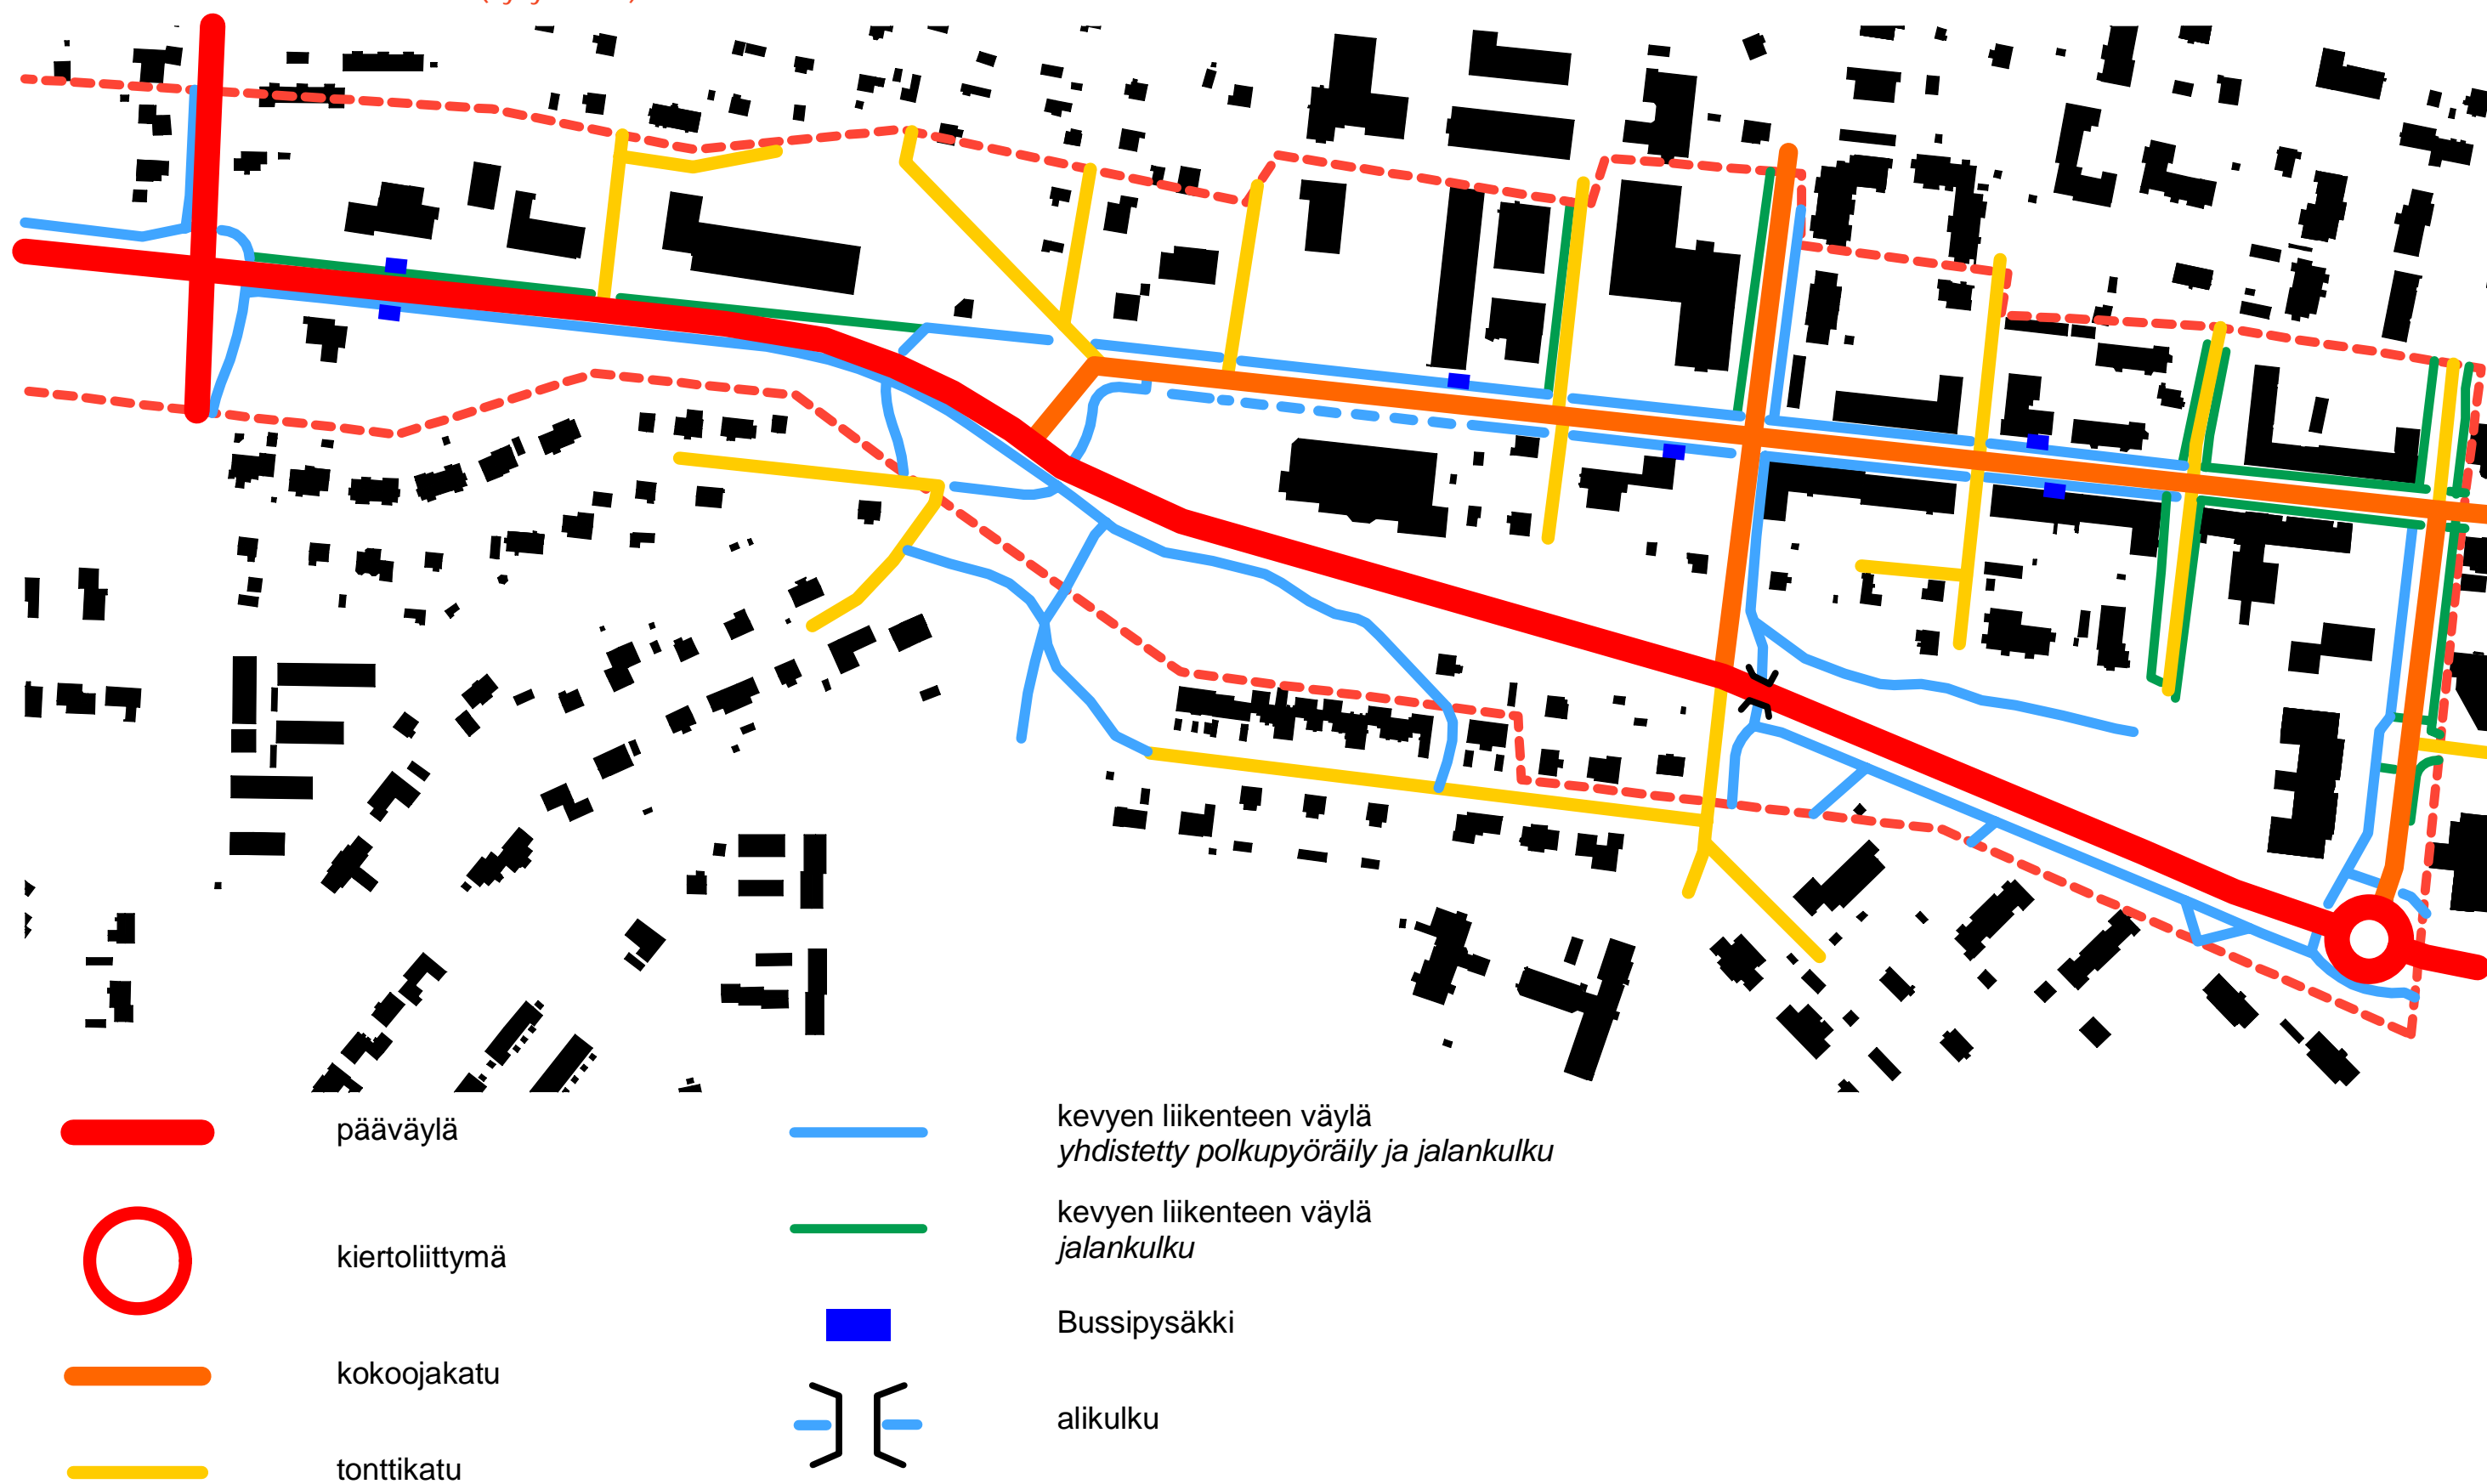 pääväylä
kiertoliittymä
kokoojakatu
tonttikatu
kevyen liikenteen väylä
yhdistetty polkupyöräily ja jalankulku
kevyen liikenteen väylä
jalankulku
Bussipysäkki
alikulku